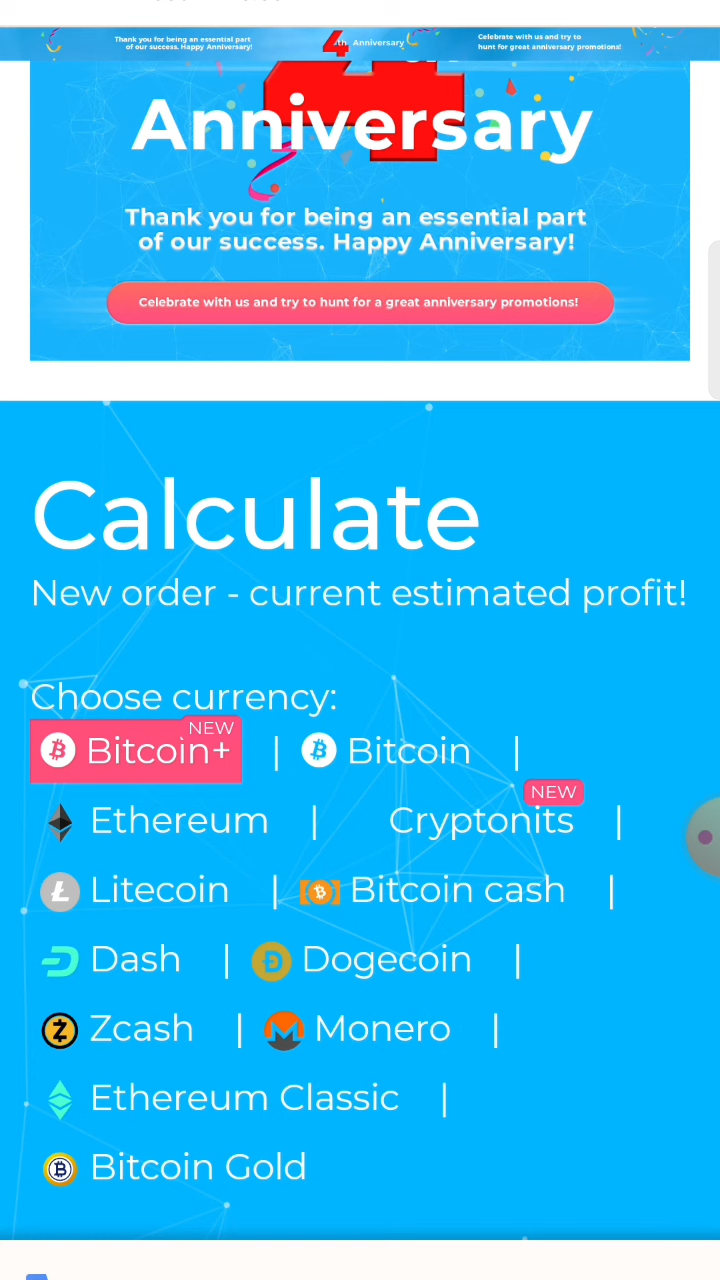 Thank you for being an essential part
of our success. Happy Anniversary!
4th Anniversary
Celebrate with us and try to
hunt for great anniversary promotions!
4
Anniversary
Thank you for being an essential part
of our success. Happy Anniversary!
Celebrate with us and try to hunt for a great anniversary promotions!
Calculate
New order - current estimated profit!
Choose currency:
NEW
Bitcoin+ | Bitcoin |
NEW
Ethereum | Cryptonits |
Litecoin | Bitcoin cash |
Dash | Dogecoin |
Zcash | Monero |
Ethereum Classic |
Bitcoin Gold